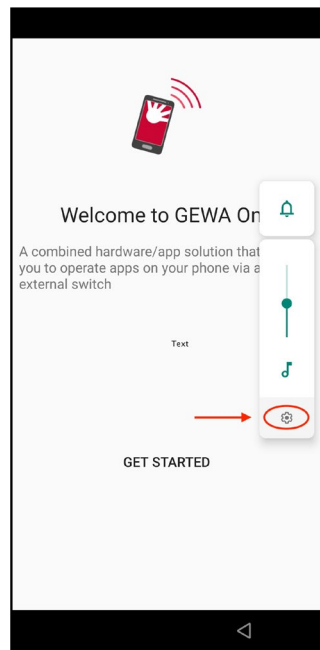 Welcome to GEWA On
A combined hardware/app solution that
you to operate apps on your phone via a
external switch
Text
GET STARTED